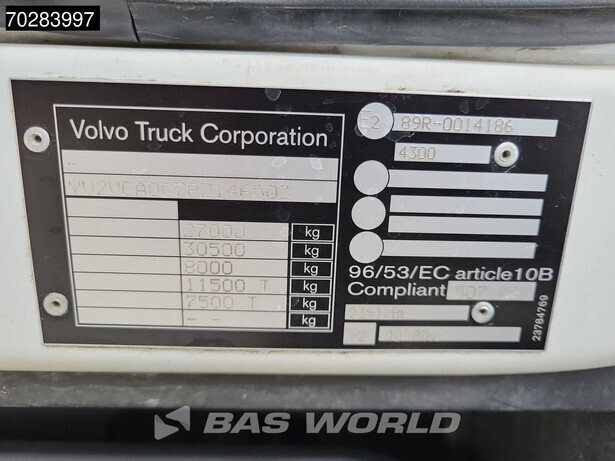 70283997
Volvo Truck Corporation
-
27000 kg
30500 kg
8000 kg
11500 T kg
7500 T kg
- - kg
E2 89R-0014186
4300
96/53/EC article10B
Compliant
23784769
BAS WORLD